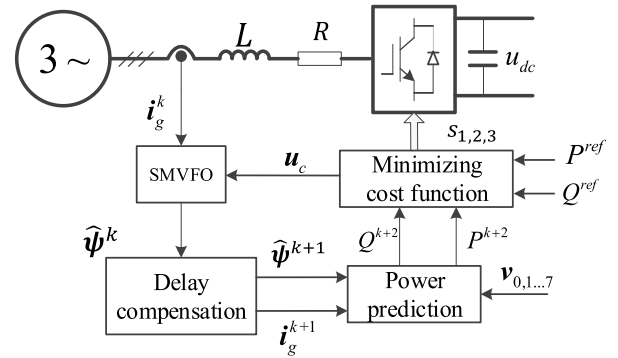 3 ~
L
R
u_dc
i_g^k
s_1,2,3
SMVFO
u_c
Minimizing
cost function
P^ref
Q^ref
ψ̂^k
ψ̂^k+1
Q^k+2
P^k+2
Delay
compensation
Power
prediction
v_0,1...7
i_g^k+1